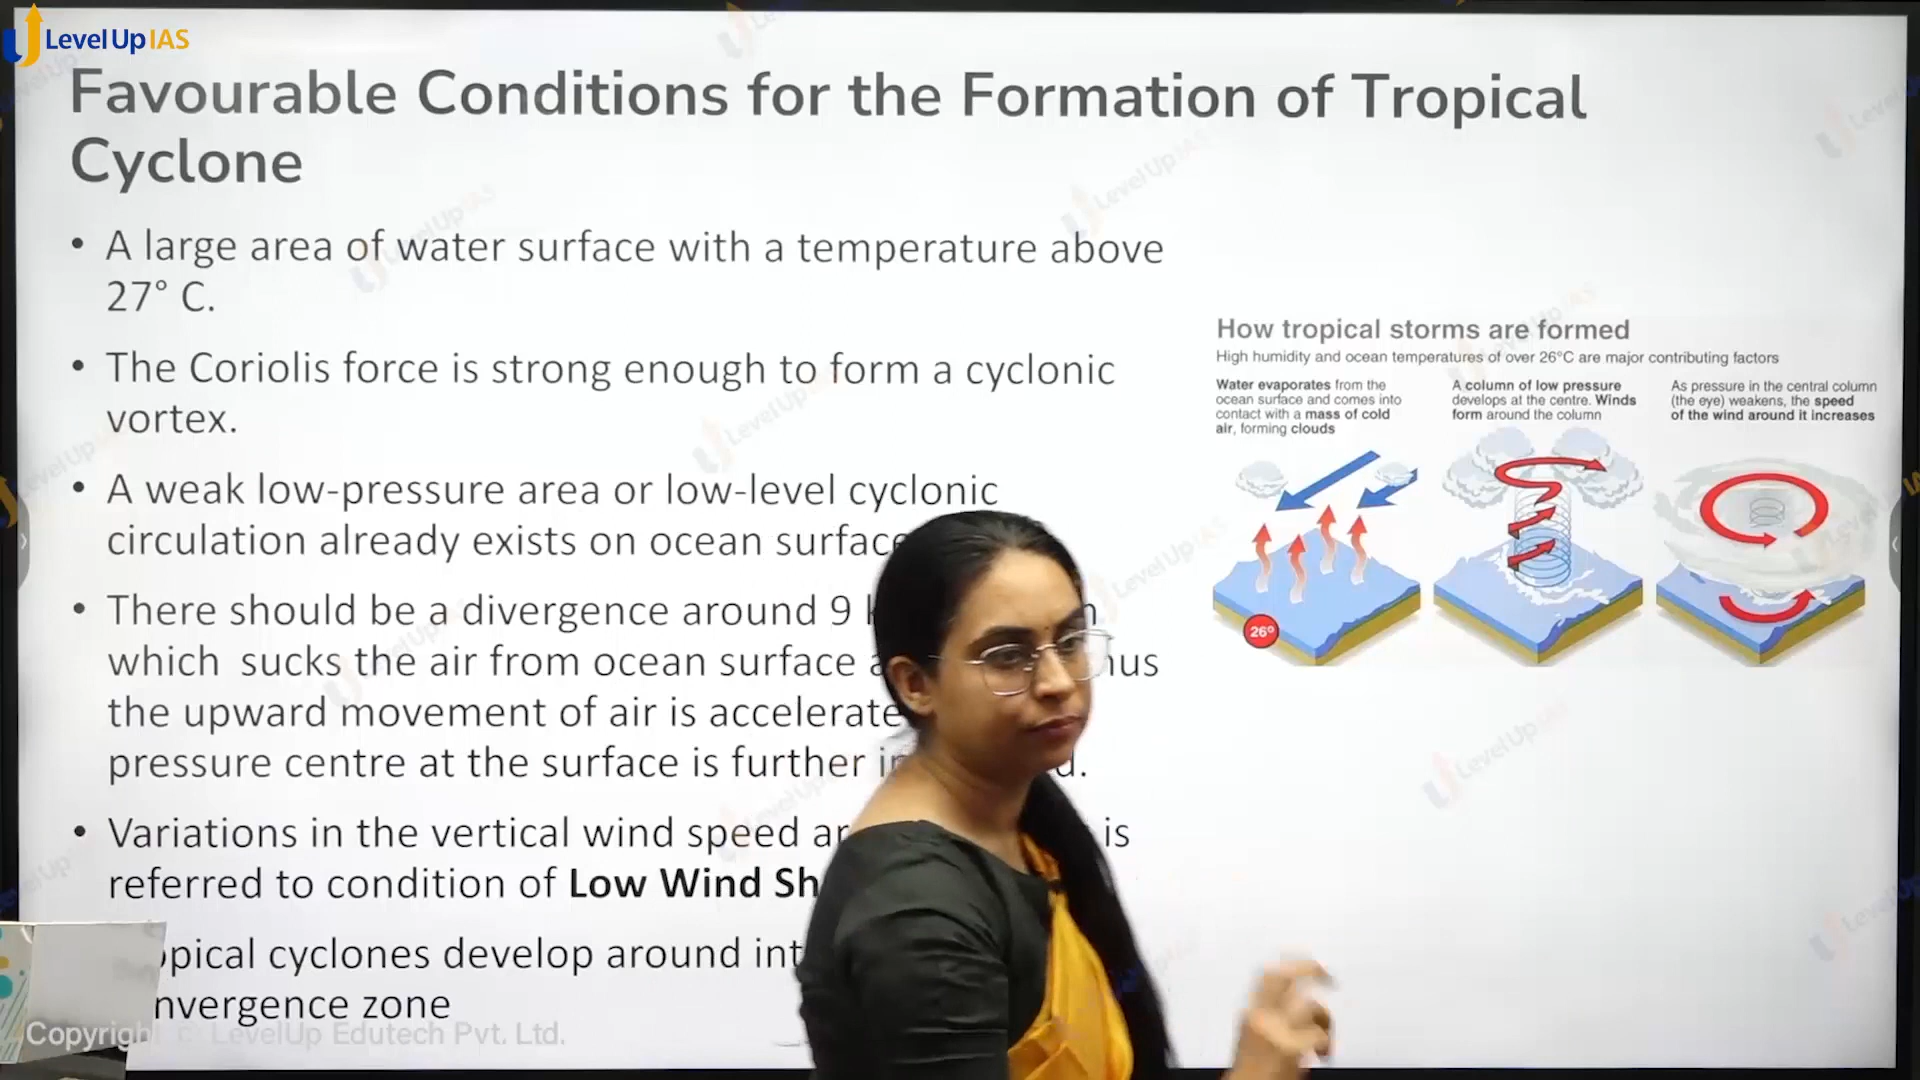 Level Up IAS
Favourable Conditions for the Formation of Tropical
Cyclone
• A large area of water surface with a temperature above
27° C.
• The Coriolis force is strong enough to form a cyclonic
vortex.
• A weak low-pressure area or low-level cyclonic
circulation already exists on ocean surface
• There should be a divergence around 9
which sucks the air from ocean surface
the upward movement of air is accelerate
pressure centre at the surface is further
• Variations in the vertical wind speed is
referred to condition of Low Wind Sh
opical cyclones develop around int
nvergence zone
Copyright LevelUp Edutech Pvt. Ltd.
How tropical storms are formed
High humidity and ocean temperatures of over 26°C are major contributing factors
Water evaporates from the
ocean surface and comes into
contact with a mass of cold
air, forming clouds
A column of low pressure
develops at the centre. Winds
form around the column
As pressure in the central column
(the eye) weakens, the speed
of the wind around it increases
26°